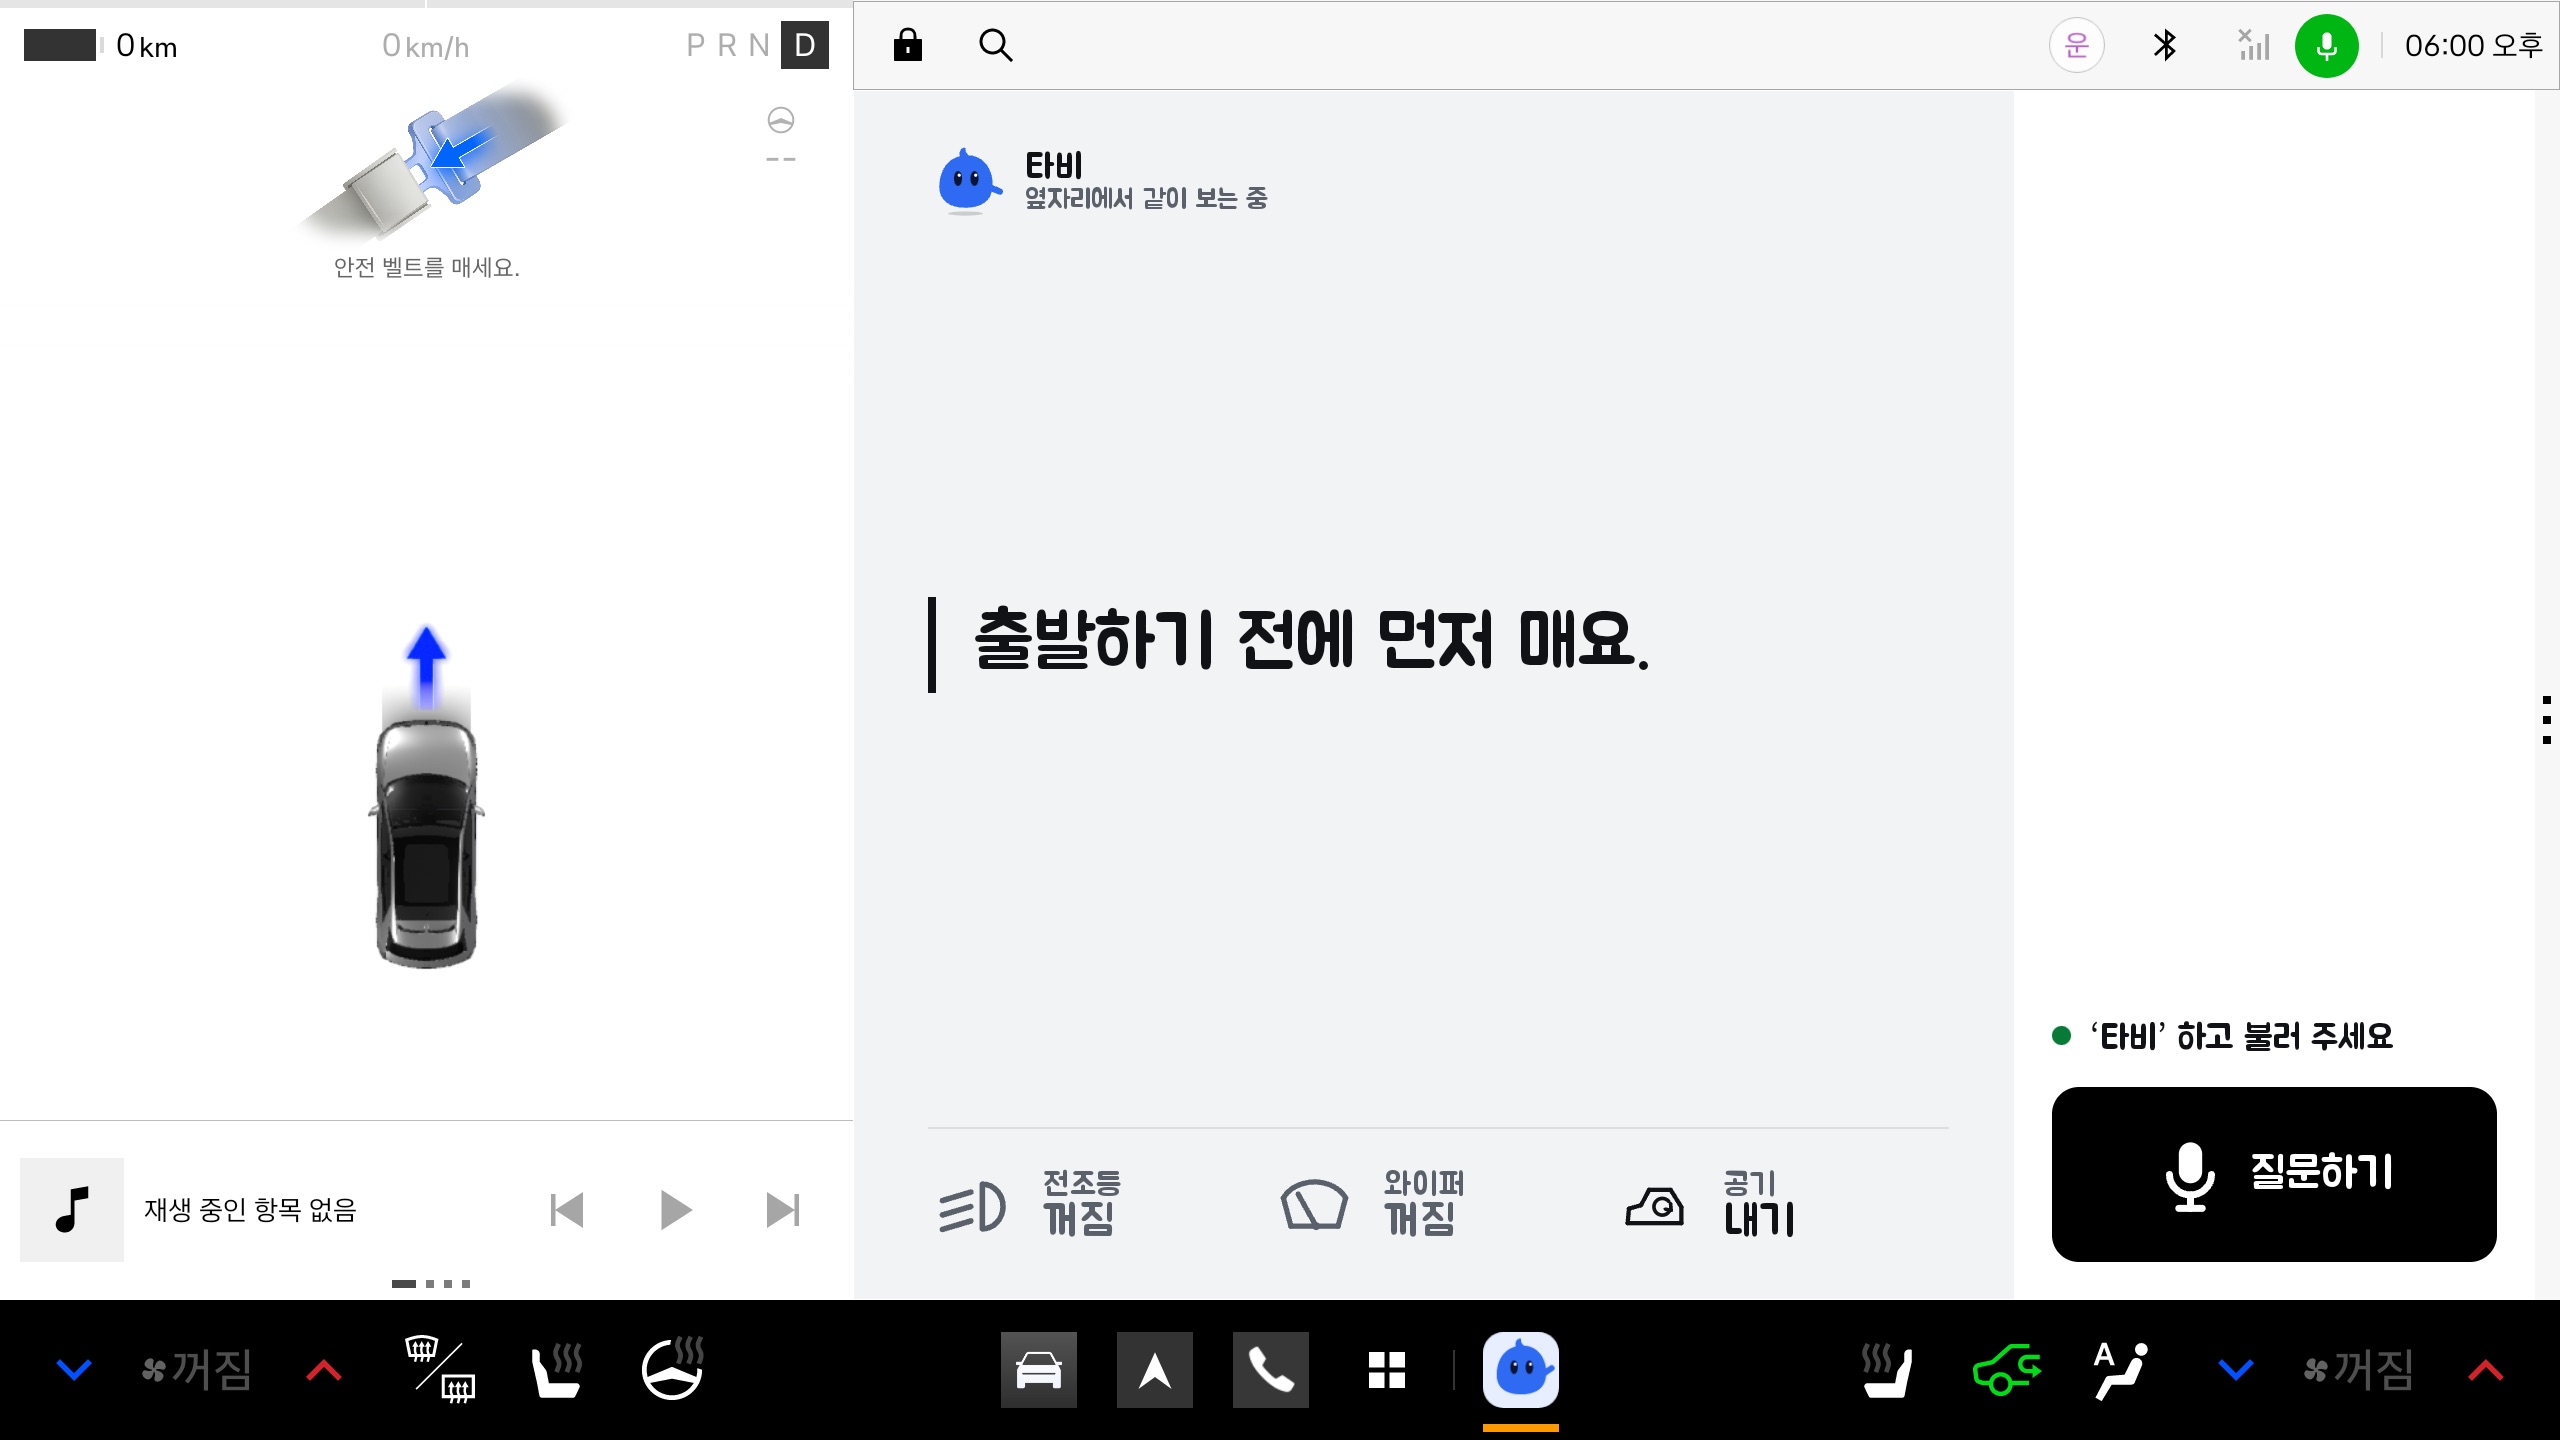 0 km
0 km/h
P R N D
06:00 오후
운
안전 벨트를 매세요.
--
타비
옆자리에서 같이 보는 중
출발하기 전에 먼저 매요.
전조등
꺼짐
와이퍼
꺼짐
공기
내기
‘타비’ 하고 불러 주세요
질문하기
재생 중인 항목 없음
꺼짐
A
꺼짐